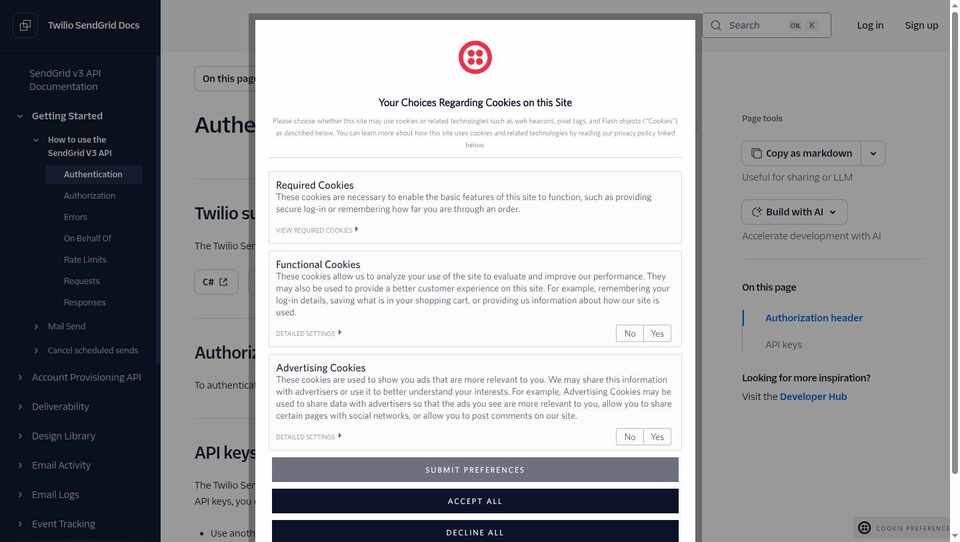 Twilio SendGrid Docs
Search
K
Log in
Sign up
SendGrid v3 API
Documentation
Getting Started
How to use the
SendGrid V3 API
Authentication
Authorization
Errors
On Behalf Of
Rate Limits
Requests
Responses
Mail Send
Cancel scheduled sends
Account Provisioning API
Deliverability
Design Library
Email Activity
Email Logs
Event Tracking
On this page
Authe
Twilio su
The Twilio Ser
C#
Authoriz
To authenticat
API keys
The Twilio Ser
API keys, you c
Use anoth
Your Choices Regarding Cookies on this Site
Please choose whether this site may use cookies or related technologies such as web beacons, pixel tags, and Flash objects ("Cookies")
as described below. You can learn more about how this site uses cookies and related technologies by reading our privacy policy linked
below.
Required Cookies
These cookies are necessary to enable the basic features of this site to function, such as providing
secure log-in or remembering how far you are through an order.
VIEW REQUIRED COOKIES
Functional Cookies
These cookies allow us to analyze your use of the site to evaluate and improve our performance. They
may also be used to provide a better customer experience on this site. For example, remembering your
log-in details, saving what is in your shopping cart, or providing us information about how our site is
used.
DETAILED SETTINGS
No Yes
Advertising Cookies
These cookies are used to show you ads that are more relevant to you. We may share this information
with advertisers or use it to better understand your interests. For example, Advertising Cookies may be
used to share data with advertisers so that the ads you see are more relevant to you, allow you to share
certain pages with social networks, or allow you to post comments on our site.
DETAILED SETTINGS
No Yes
SUBMIT PREFERENCES
ACCEPT ALL
DECLINE ALL
Page tools
Copy as markdown
Useful for sharing or LLM
Build with AI
Accelerate development with AI
On this page
Authorization header
API keys
Looking for more inspiration?
Visit the Developer Hub
COOKIE PREFERENCE